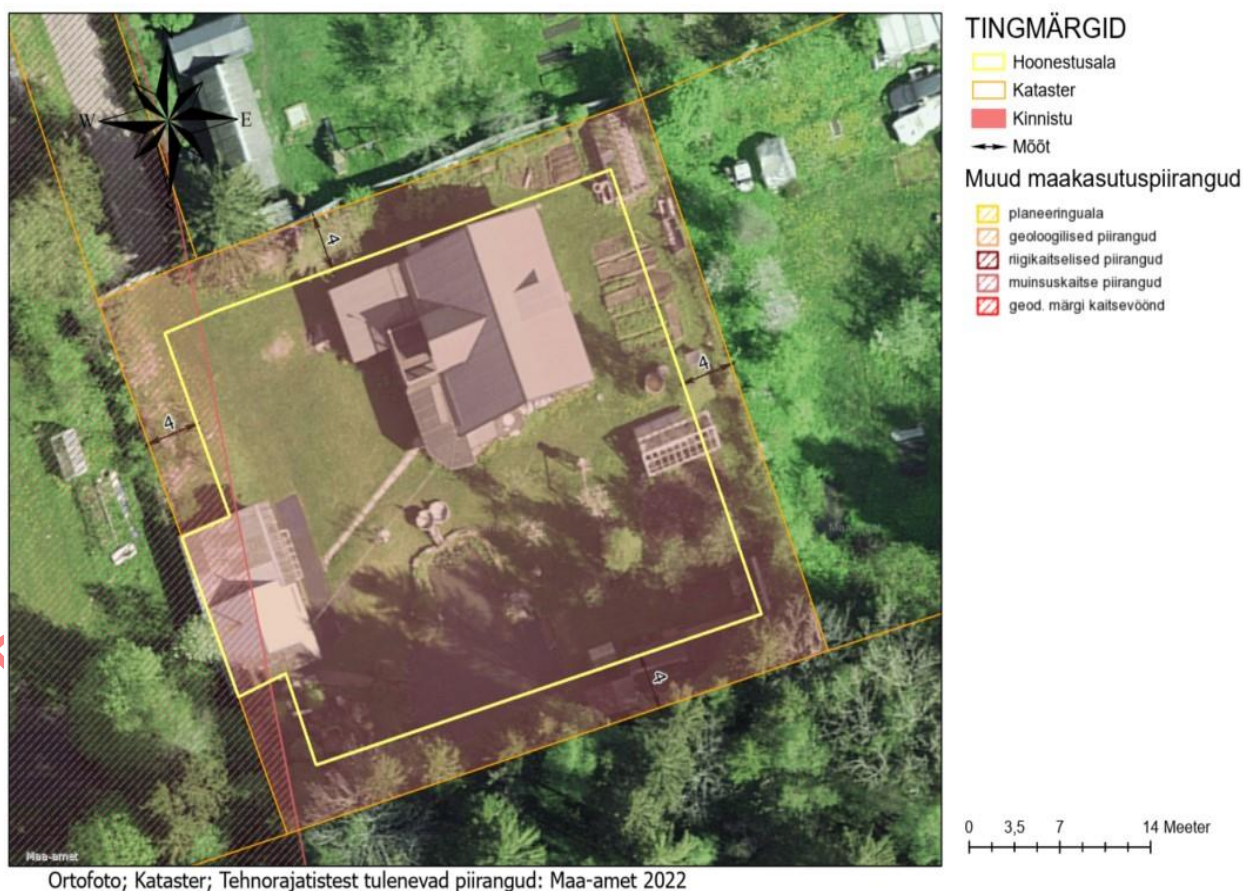 TINGMÄRGID
Hoonestusala
Kataster
Kinnistu
Mõõt
Muud maakasutuspiirangud
planeeringuala
geoloogilised piirangud
riigikaitselised piirangud
muinsuskaitse piirangud
geod. märgi kaitsevöönd
W E
4
4
4
4
0 3,5 7 14 Meeter
Maa-amet
Ortofoto; Kataster; Tehnorajatistest tulenevad piirangud: Maa-amet 2022